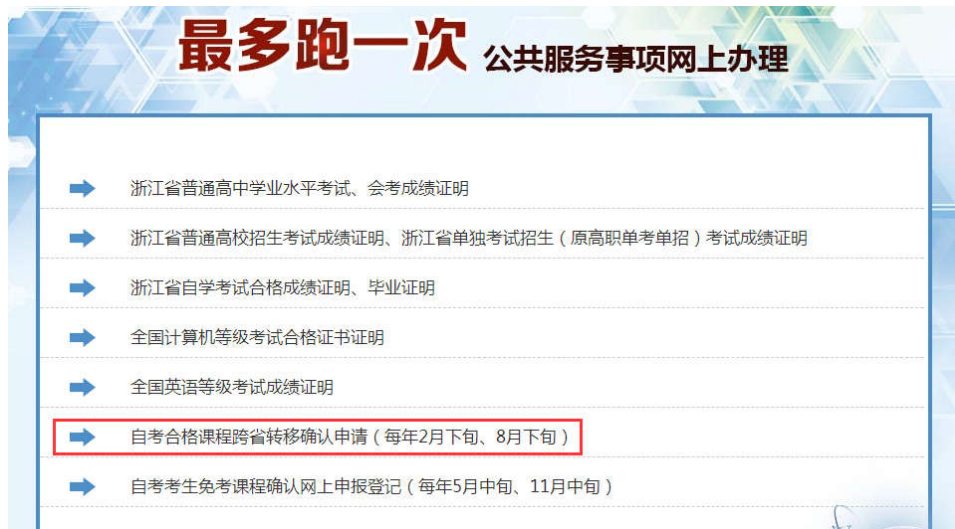 最多跑一次 公共服务事项网上办理
浙江省普通高中学业水平考试、会考成绩证明
浙江省普通高校招生考试成绩证明、浙江省单独考试招生（原高职单考单招）考试成绩证明
浙江省自学考试合格成绩证明、毕业证明
全国计算机等级考试合格证书证明
全国英语等级考试成绩证明
自考合格课程跨省转移确认申请（每年2月下旬、8月下旬）
自考考生免考课程确认网上申报登记（每年5月中旬、11月中旬）